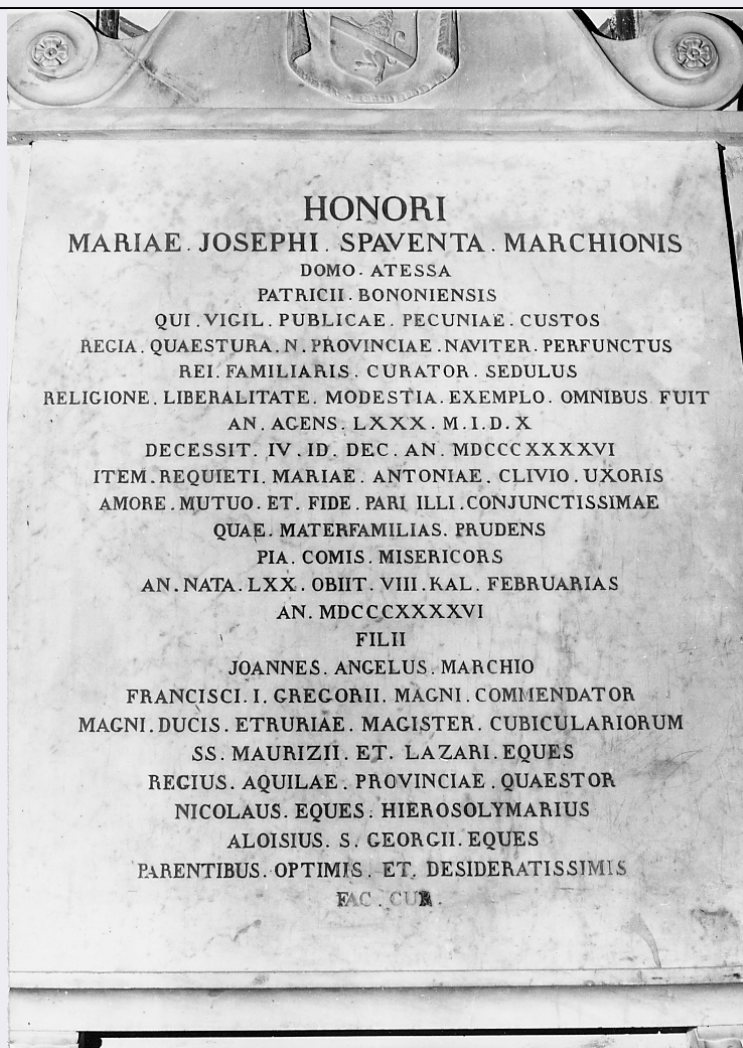 HONORI
MARIAE . JOSEPHI . SPAVENTA . MARCHIONIS
DOMO . ATESSA
PATRICII . BONONIENSIS
QUI . VIGIL . PUBLICAE . PECUNIAE . CUSTOS
REGIA . QUAESTURA . N . PROVINCIAE . NAVITER . PERFUNCTUS
REI . FAMILIARIS . CURATOR . SEDULUS
RELIGIONE . LIBERALITATE . MODESTIA . EXEMPLO . OMNIBUS . FUIT
AN . AGENS . LXXX . M . I . D . X
DECESSIT . IV . ID . DEC . AN . MDCCCXXXXVI
ITEM . REQUIETI . MARIAE . ANTONIAE . CLIVIO . UXORIS
AMORE . MUTUO . ET . FIDE . PARI ILLI . CONJUNCTISSIMAE
QUAE . MATERFAMILIAS . PRUDENS
PIA . COMIS . MISERICORS
AN . NATA . LXX . OBIIT . VIII . KAL . FEBRUARIAS
AN . MDCCCXXXXVI
FILII
JOANNES . ANGELUS . MARCHIO
FRANCISCI . I . GREGORII . MAGNI . COMMENDATOR
MAGNI . DUCIS . ETRURIAE . MAGISTER . CUBICULARIORUM
SS . MAURIZII . ET . LAZARI . EQUES
REGIUS . AQUILAE . PROVINCIAE . QUAESTOR
NICOLAUS . EQUES . HIEROSOLYMARIUS
ALOISIUS . S . GEORGII . EQUES
PARENTIBUS . OPTIMIS . ET . DESIDERATISSIMIS
FAC . CUR .